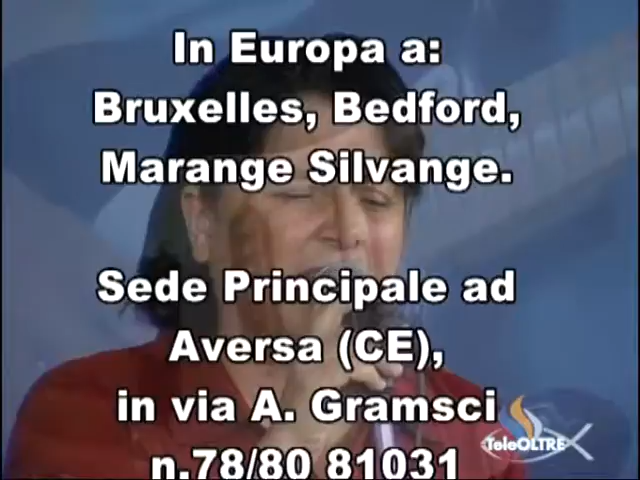 In Europa a:
Bruxelles, Bedford,
Marange Silvange.
Sede Principale ad
Aversa (CE),
in via A. Gramsci
n.78/80 81031
TeleOLTRE